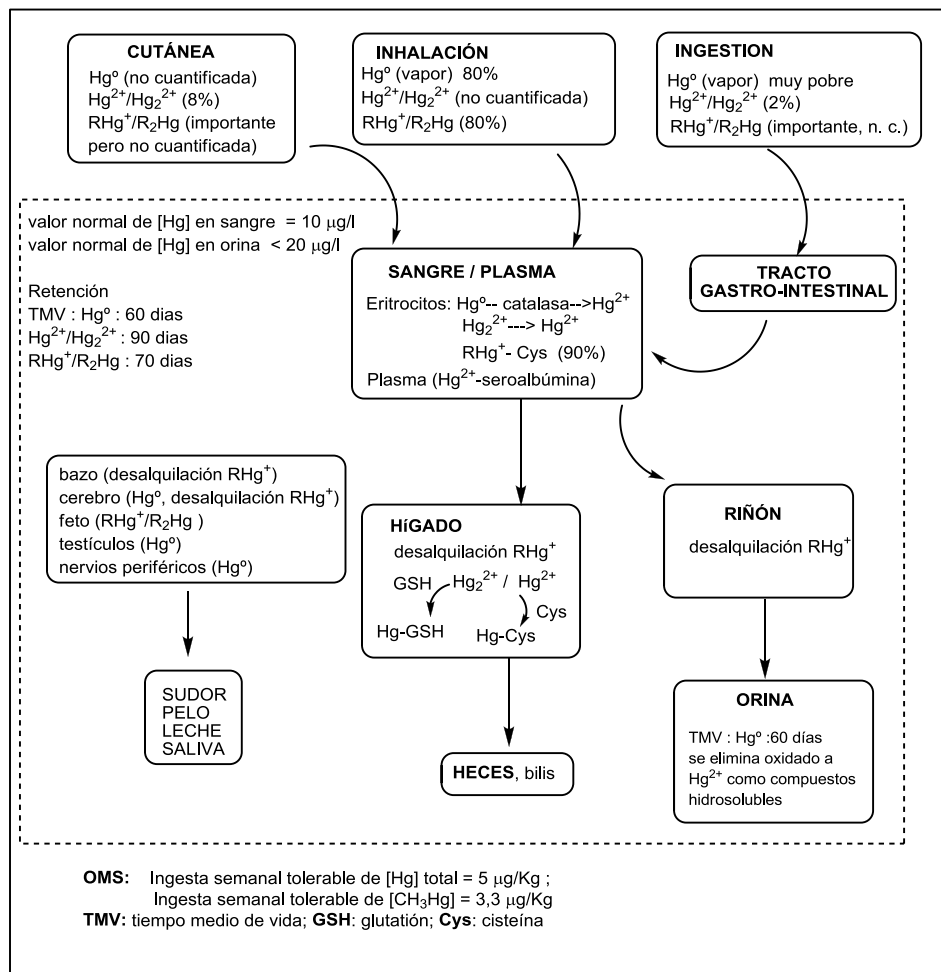 CUTÁNEA
Hgº (no cuantificada)
Hg²⁺/Hg₂²⁺ (8%)
RHg⁺/R₂Hg (importante
pero no cuantificada)
INHALACIÓN
Hgº (vapor) 80%
Hg²⁺/Hg₂²⁺ (no cuantificada)
RHg⁺/R₂Hg (80%)
INGESTION
Hgº (vapor) muy pobre
Hg²⁺/Hg₂²⁺ (2%)
RHg⁺/R₂Hg (importante, n. c.)
valor normal de [Hg] en sangre = 10 μg/l
valor normal de [Hg] en orina < 20 μg/l
Retención
TMV : Hgº : 60 dias
Hg²⁺/Hg₂²⁺ : 90 dias
RHg⁺/R₂Hg : 70 dias
SANGRE / PLASMA
Eritrocitos: Hgº-- catalasa-->Hg²⁺
Hg₂²⁺---> Hg²⁺
RHg⁺- Cys (90%)
Plasma (Hg²⁺-seroalbúmina)
TRACTO
GASTRO-INTESTINAL
bazo (desalquilación RHg⁺)
cerebro (Hgº, desalquilación RHg⁺)
feto (RHg⁺/R₂Hg )
testículos (Hgº)
nervios periféricos (Hgº)
HíGADO
desalquilación RHg⁺
GSH Hg₂²⁺ / Hg²⁺
Cys
Hg-GSH Hg-Cys
RIÑÓN
desalquilación RHg⁺
SUDOR
PELO
LECHE
SALIVA
HECES, bilis
ORINA
TMV : Hgº :60 días
se elimina oxidado a
Hg²⁺ como compuestos
hidrosolubles
OMS: Ingesta semanal tolerable de [Hg] total = 5 μg/Kg ;
Ingesta semanal tolerable de [CH₃Hg] = 3,3 μg/Kg
TMV: tiempo medio de vida; GSH: glutatión; Cys: cisteína